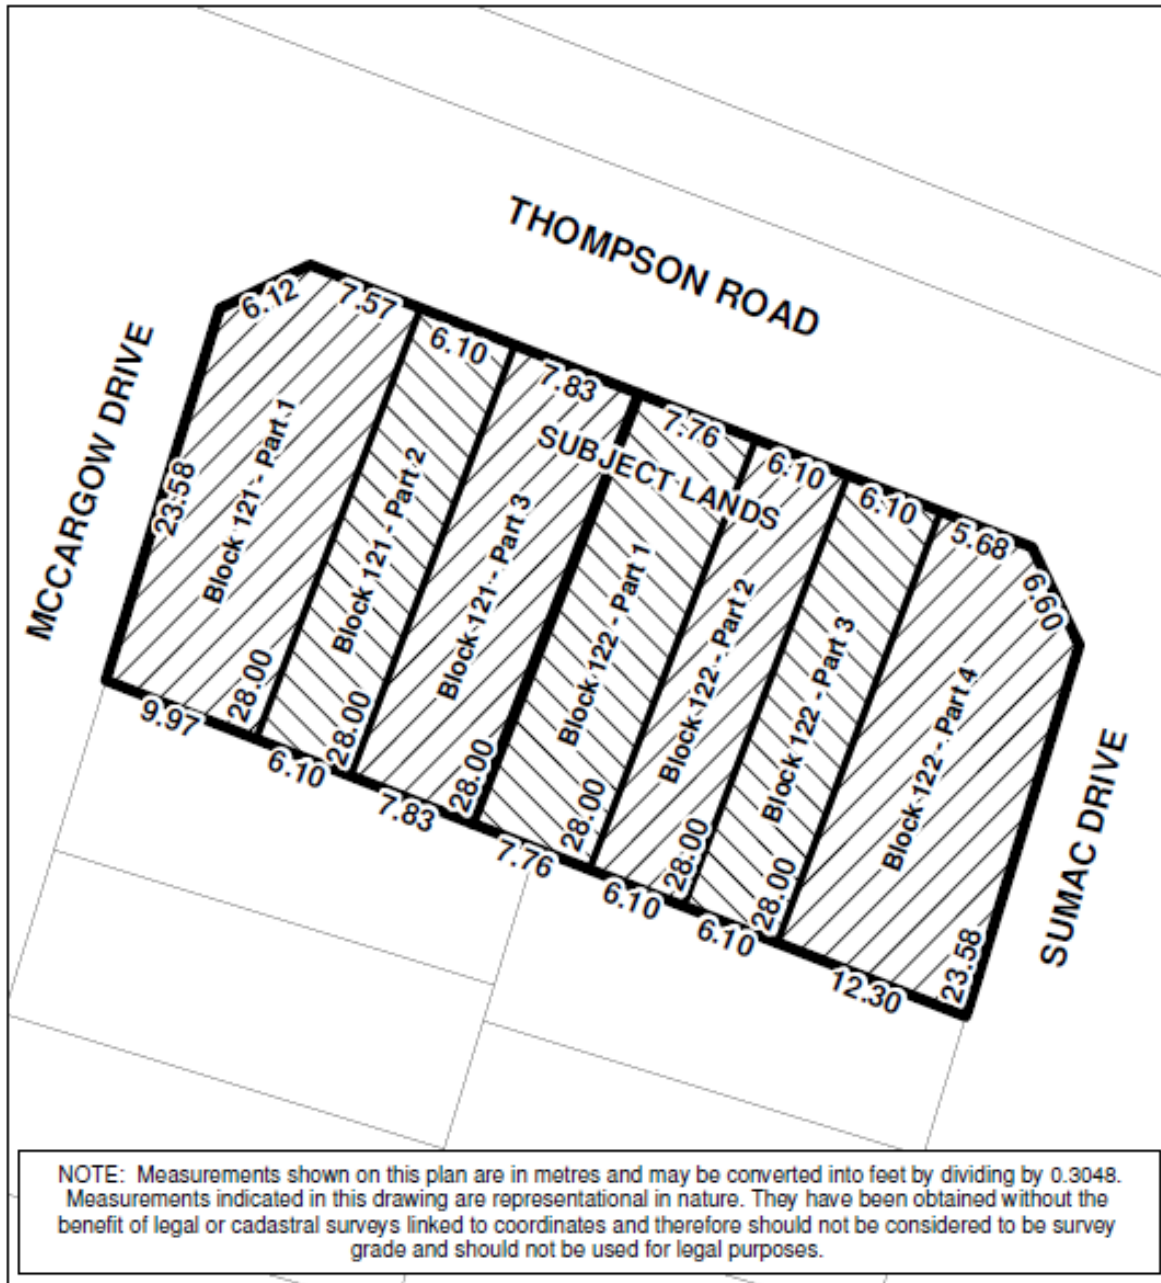 THOMPSON ROAD
MCCARGOW DRIVE
6.12
7.57
6.10
7.83
7.76
6.10
6.10
5.68
6.60
SUBJECT LANDS
23.58
Block 121 - Part 1
Block 121 - Part 2
Block 121 - Part 3
Block 122 - Part 1
Block 122 - Part 2
Block 122 - Part 3
Block 122 - Part 4
28.00
28.00
28.00
28.00
28.00
28.00
23.58
SUMAC DRIVE
9.97
6.10
7.83
7.76
6.10
6.10
12.30
NOTE: Measurements shown on this plan are in metres and may be converted into feet by dividing by 0.3048.
Measurements indicated in this drawing are representational in nature. They have been obtained without the
benefit of legal or cadastral surveys linked to coordinates and therefore should not be considered to be survey
grade and should not be used for legal purposes.